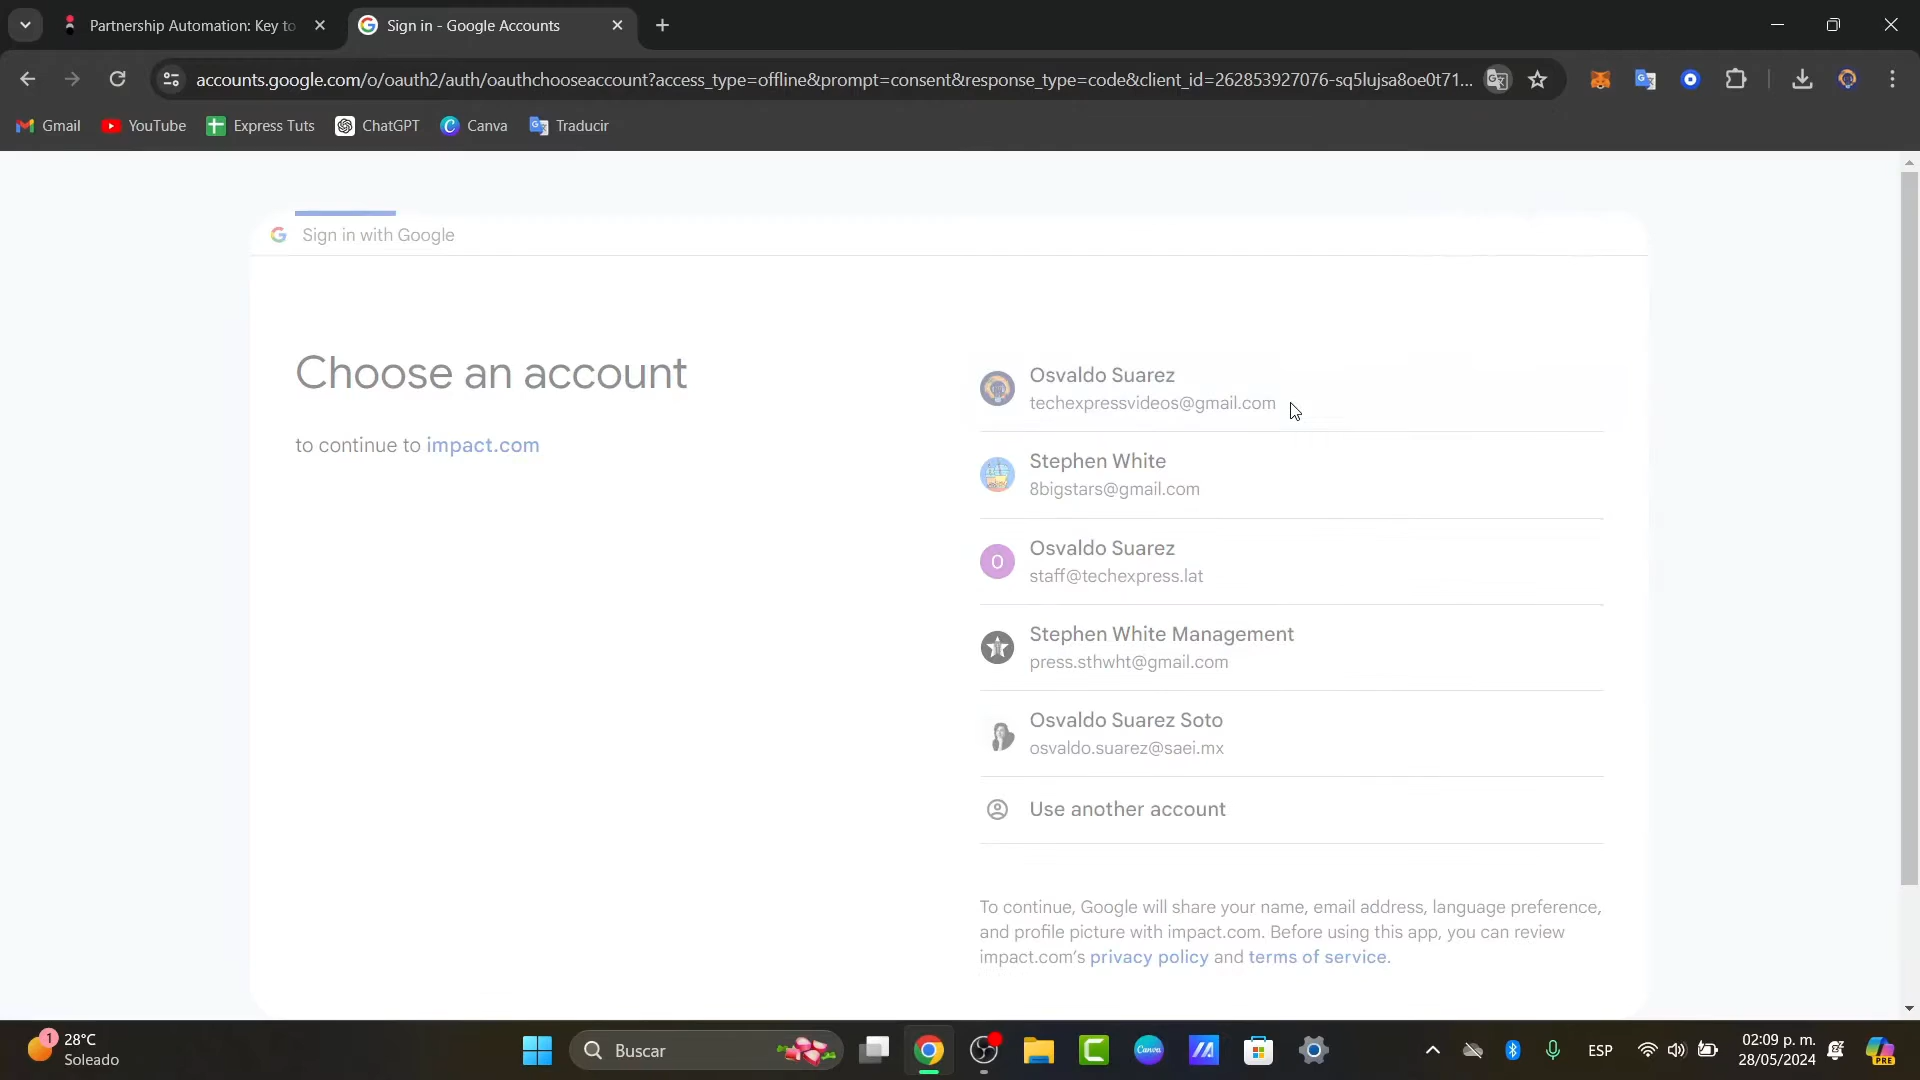 Partnership Automation: Key to
Sign in - Google Accounts
accounts.google.com/o/oauth2/auth/oauthchooseaccount?access_type=offline&prompt=consent&response_type=code&client_id=262853927076-sq5lujsa8oe0t71...
Gmail
YouTube
Express Tuts
ChatGPT
Canva
Traducir
Sign in with Google
Choose an account
to continue to impact.com
Osvaldo Suarez
techexpressvideos@gmail.com
Stephen White
8bigstars@gmail.com
O
Osvaldo Suarez
staff@techexpress.lat
Stephen White Management
press.sthwht@gmail.com
Osvaldo Suarez Soto
osvaldo.suarez@saei.mx
Use another account
To continue, Google will share your name, email address, language preference,
and profile picture with impact.com. Before using this app, you can review
impact.com's privacy policy and terms of service.
1
28°C
Soleado
Buscar
Canva
ESP
02:09 p. m.
28/05/2024
PRE